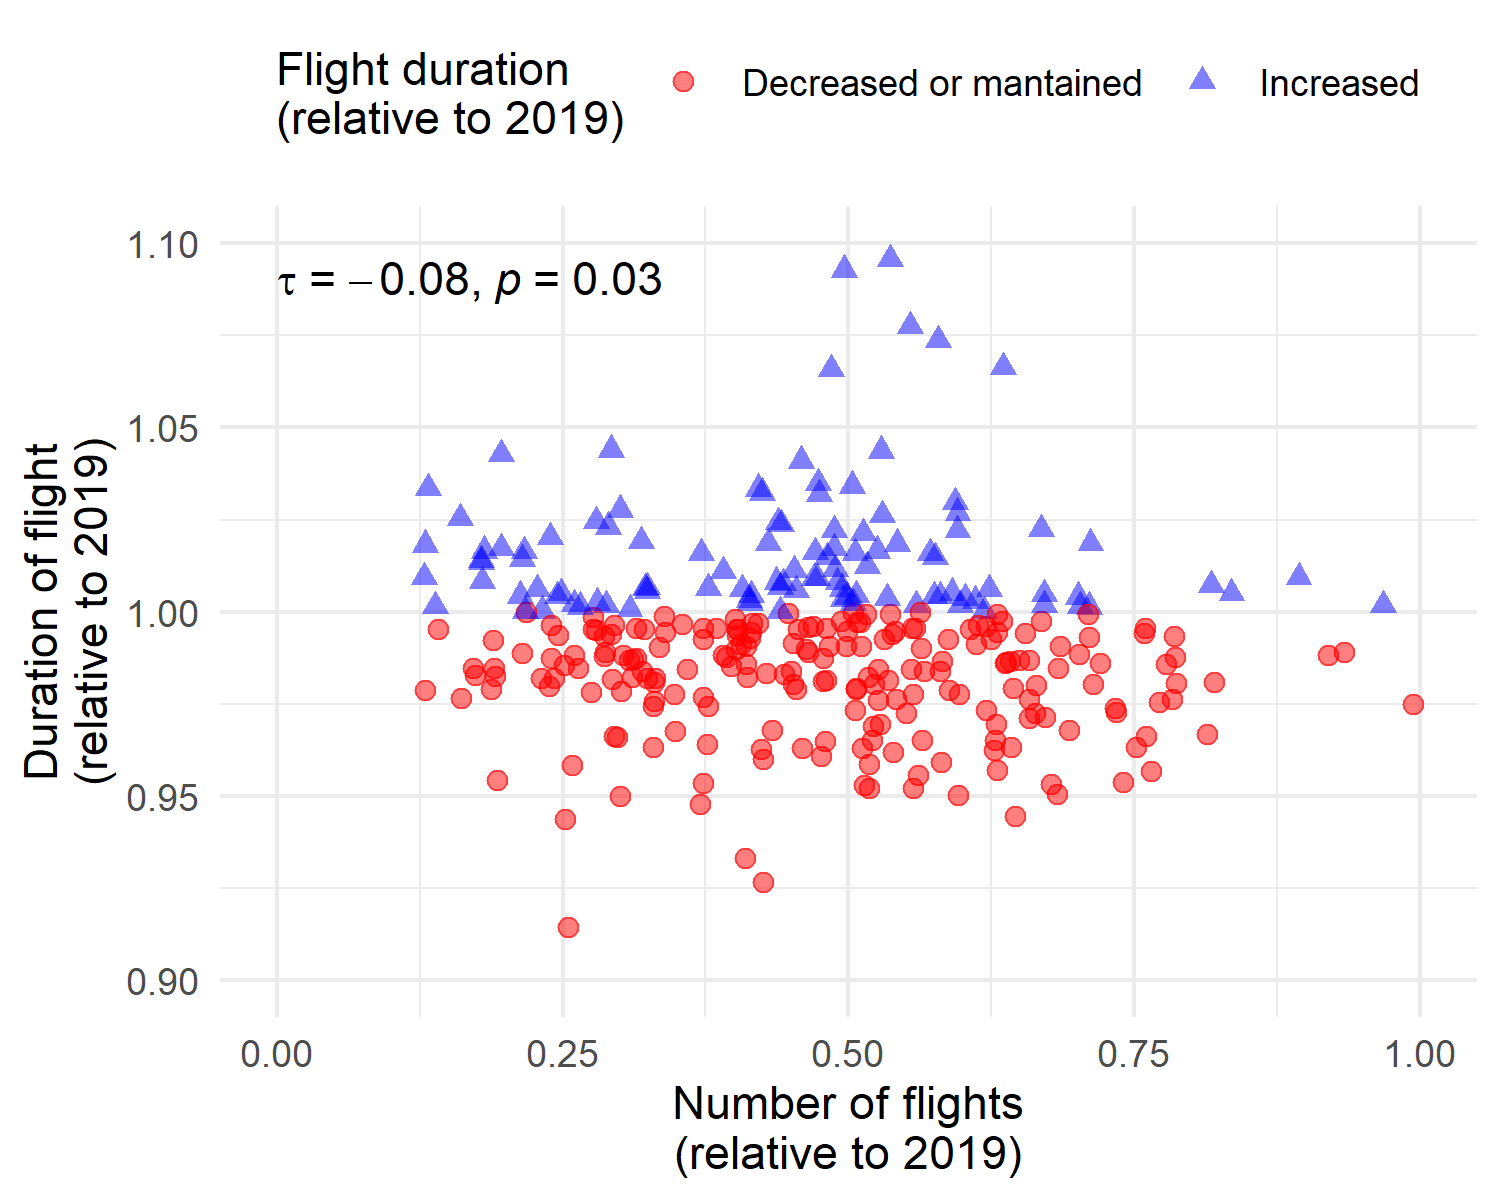 Flight duration
(relative to 2019)
Decreased or mantained
Increased
τ = −0.08, p = 0.03
1.10
1.05
1.00
0.95
0.90
Duration of flight
(relative to 2019)
0.00
0.25
0.50
0.75
1.00
Number of flights
(relative to 2019)